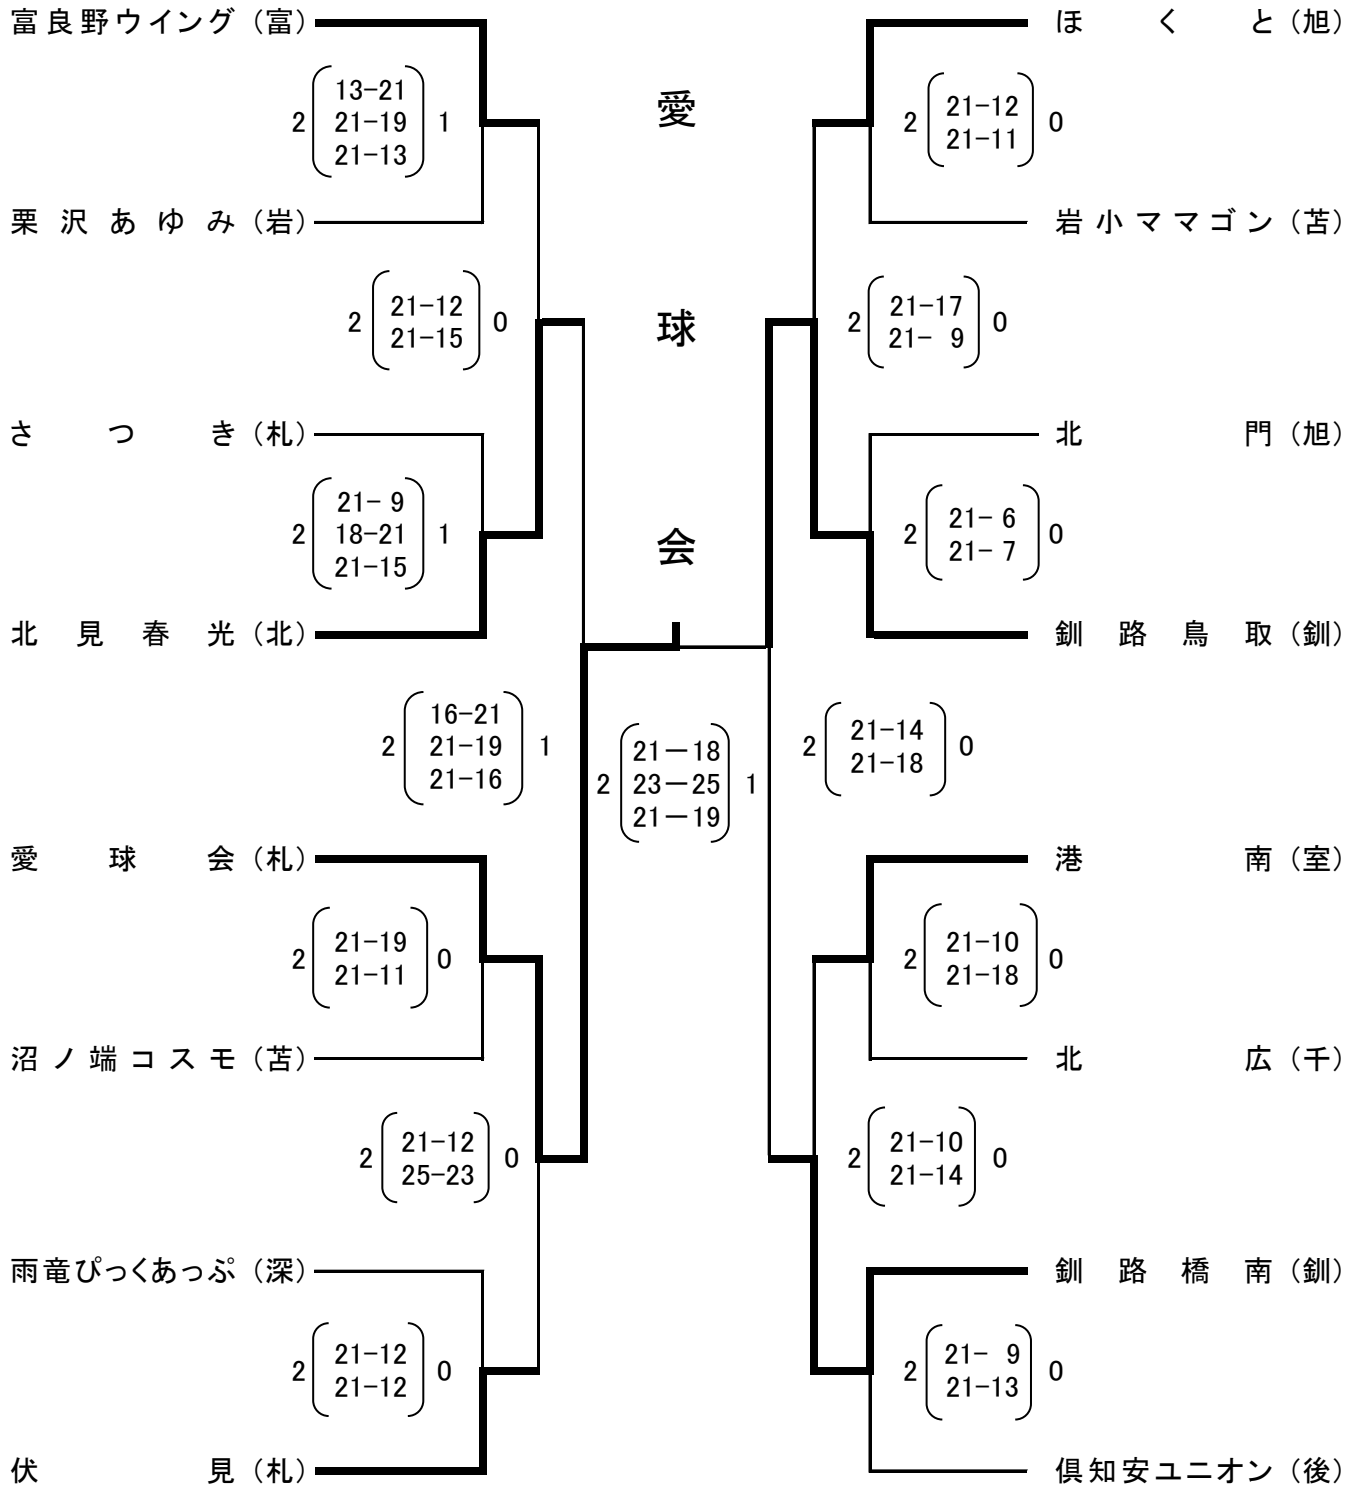 富良野ウイング（富）
2 13-21 1
21-19
21-13
栗沢あゆみ（岩）
2 21-12 0
21-15
さつき（札）
2 21- 9 1
18-21
21-15
北見春光（北）
2 16-21 1
21-19
21-16
愛球会（札）
2 21-19 0
21-11
沼ノ端コスモ（苫）
2 21-12 0
25-23
雨竜ぴっくあっぷ（深）
2 21-12 0
21-12
伏見（札）
愛
球
会
2 21－18 1
23－25
21－19
ほくと（旭）
2 21-12 0
21-11
岩小ママゴン（苫）
2 21-17 0
21- 9
北門（旭）
2 21- 6 0
21- 7
釧路鳥取（釧）
2 21-14 0
21-18
港南（室）
2 21-10 0
21-18
北広（千）
2 21-10 0
21-14
釧路橋南（釧）
2 21- 9 0
21-13
倶知安ユニオン（後）